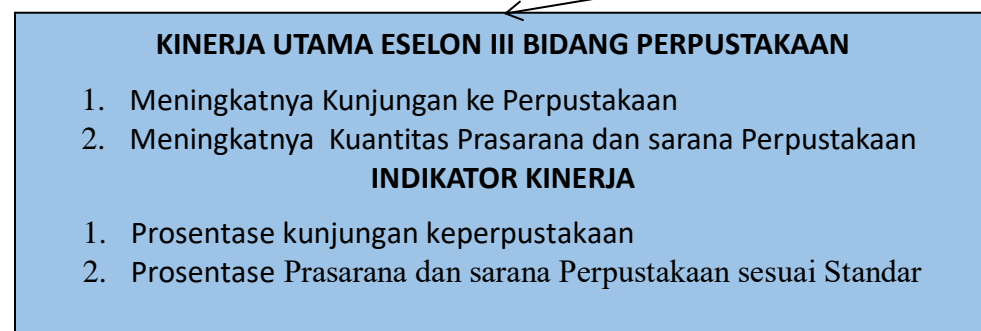 KINERJA UTAMA ESELON III BIDANG PERPUSTAKAAN
1. Meningkatnya Kunjungan ke Perpustakaan
2. Meningkatnya Kuantitas Prasarana dan sarana Perpustakaan
INDIKATOR KINERJA
1. Prosentase kunjungan keperpustakaan
2. Prosentase Prasarana dan sarana Perpustakaan sesuai Standar